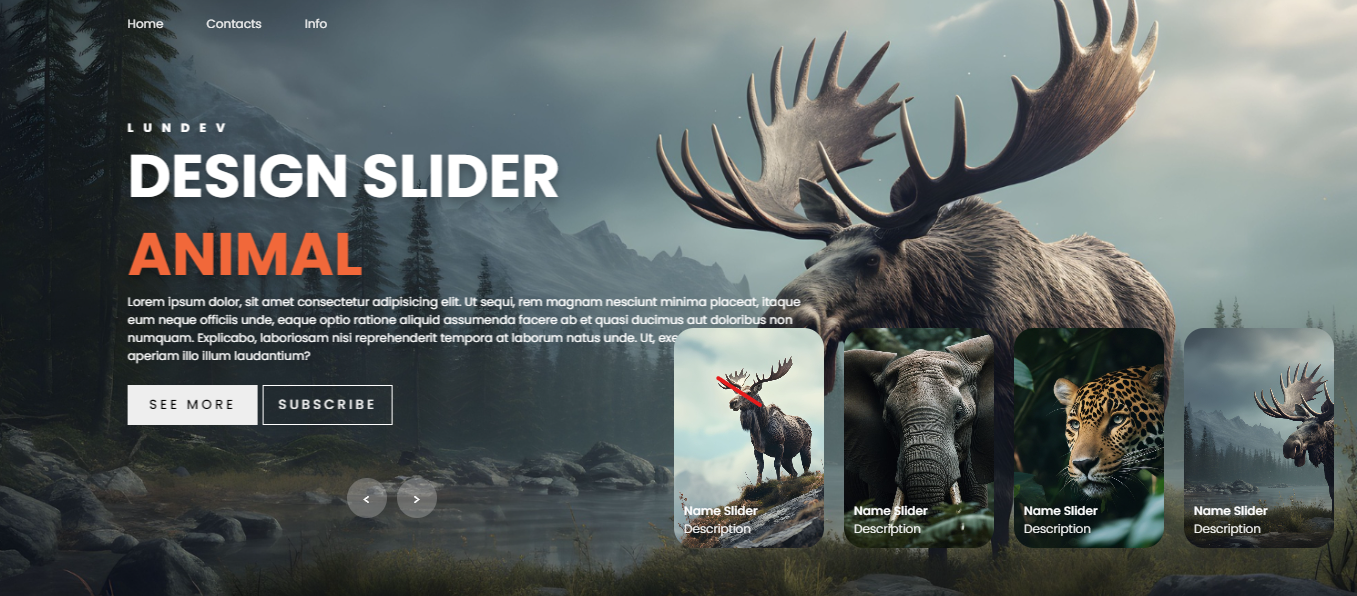 Home Contacts Info
LUNDEV
DESIGN SLIDER
ANIMAL
Lorem ipsum dolor, sit amet consectetur adipisicing elit. Ut sequi, rem magnam nesciunt minima placeat, itaque
eum neque officiis unde, eaque optio ratione aliquid assumenda facere ab et quasi ducimus aut doloribus non
numquam. Explicabo, laboriosam nisi reprehenderit tempora at laborum natus unde. Ut,
aperiam illo illum laudantium?
SEE MORE SUBSCRIBE
< >
Name Slider Name Slider Name Slider Name Slider
Description Description Description Description